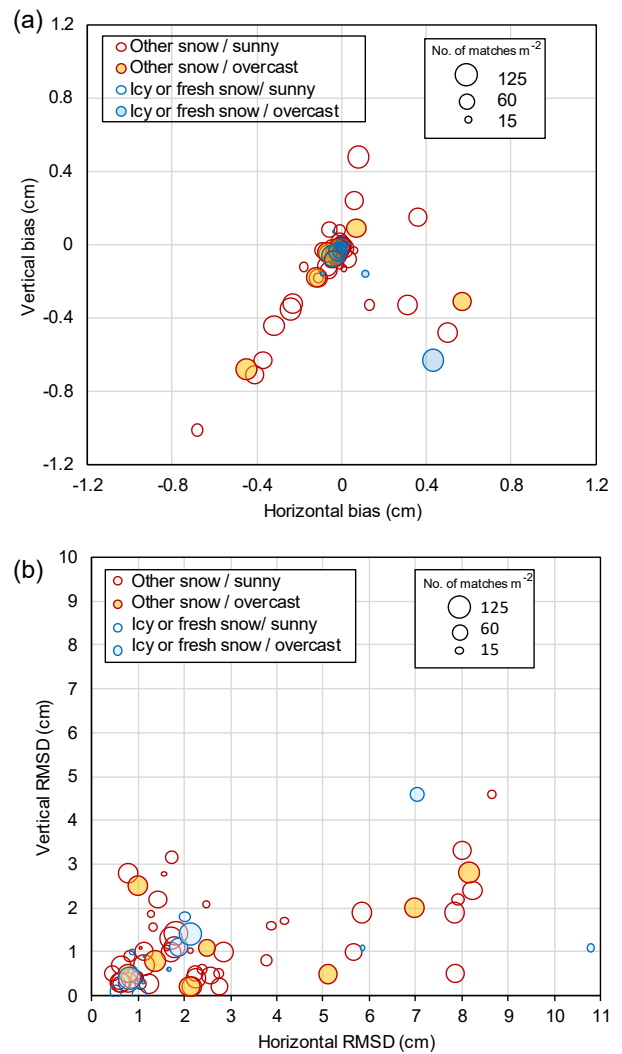 (a)
1.2
0.8
0.4
0
-0.4
-0.8
-1.2
Vertical bias (cm)
Other snow / sunny
Other snow / overcast
Icy or fresh snow/ sunny
Icy or fresh snow / overcast
No. of matches m-2
125
60
15
-1.2 -0.8 -0.4 0 0.4 0.8 1.2
Horizontal bias (cm)
(b)
10
9
8
7
6
5
4
3
2
1
0
Vertical RMSD (cm)
Other snow / sunny
Other snow / overcast
Icy or fresh snow/ sunny
Icy or fresh snow / overcast
No. of matches m-2
125
60
15
0 1 2 3 4 5 6 7 8 9 10 11
Horizontal RMSD (cm)